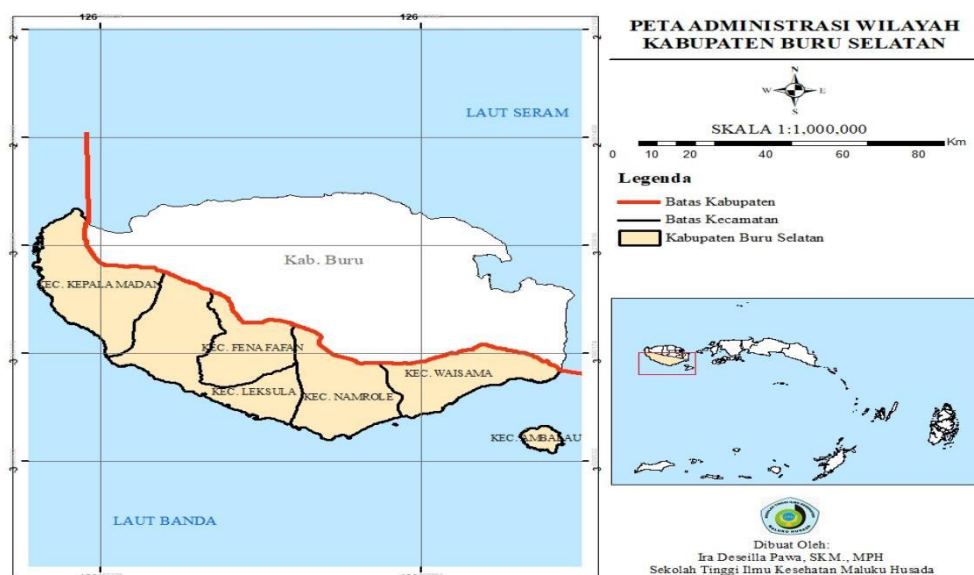 PETA ADMINISTRASI WILAYAH
KABUPATEN BURU SELATAN
N
W E
S
SKALA 1:1,000,000
0 10 20 40 60 80 Km
Legenda
Batas Kabupaten
Batas Kecamatan
Kabupaten Buru Selatan
LAUT SERAM
Kab. Buru
KEC. KEPALA MADAN
KEC. FENA FAFAN
KEC. WAISAMA
KEC. LEKSULA
KEC. NAMROLE
KEC. AMBALAU
LAUT BANDA
MALUKU HUSADA
Dibuat Oleh:
Ira Deseilla Pawa, SKM., MPH
Sekolah Tinggi Ilmu Kesehatan Maluku Husada